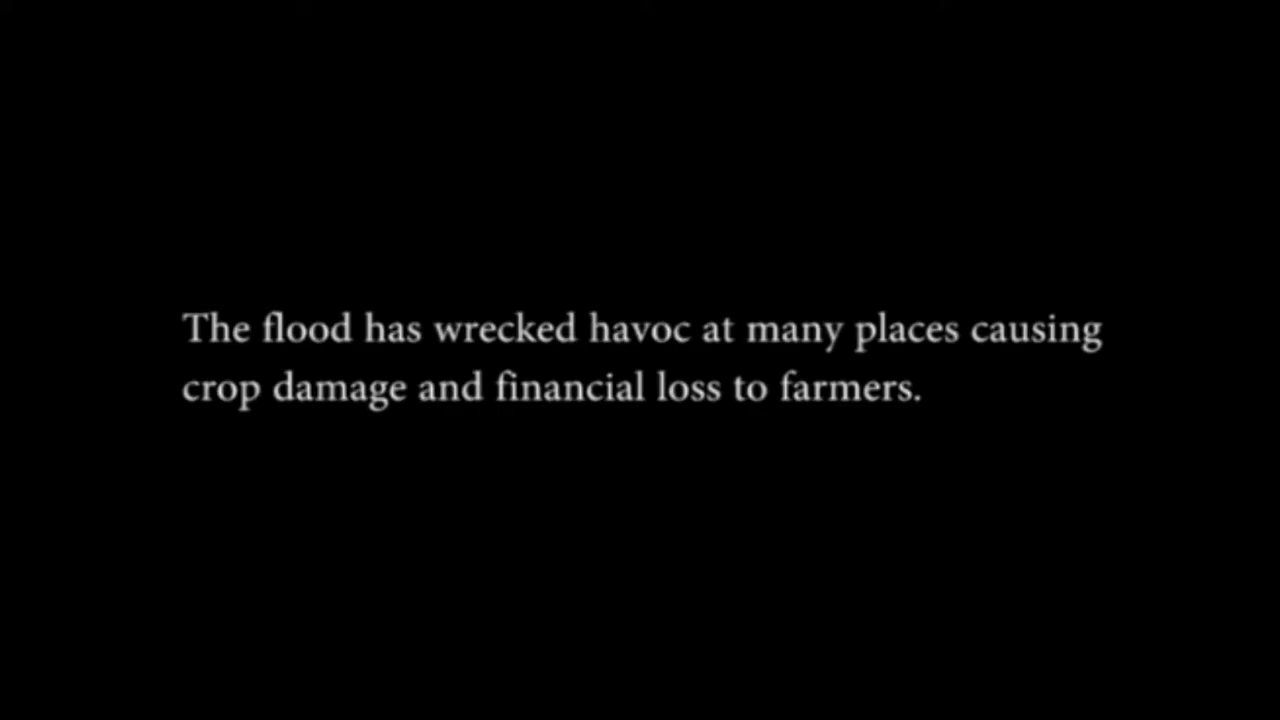 The flood has wrecked havoc at many places causing
crop damage and financial loss to farmers.